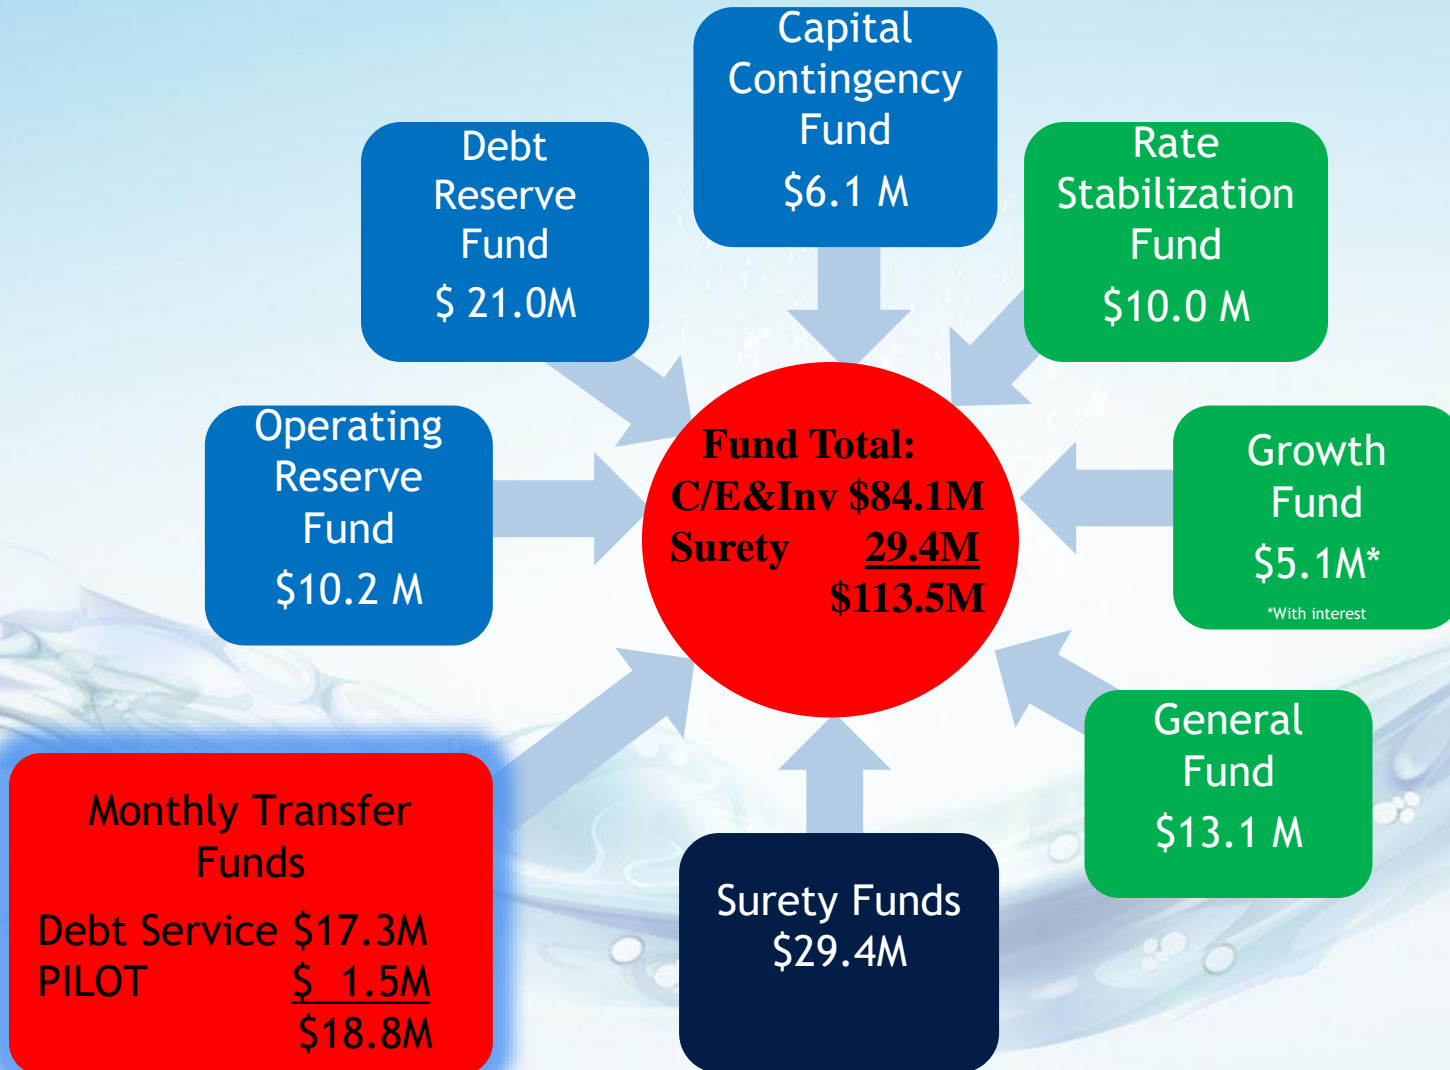 Capital
Contingency
Fund
$6.1 M
Debt
Reserve
Fund
$ 21.0M
Rate
Stabilization
Fund
$10.0 M
Operating
Reserve
Fund
$10.2 M
Fund Total:
C/E&Inv $84.1M
Surety 29.4M
$113.5M
Growth
Fund
$5.1M*
*With interest
General
Fund
$13.1 M
Monthly Transfer
Funds
Debt Service $17.3M
PILOT $ 1.5M
$18.8M
Surety Funds
$29.4M